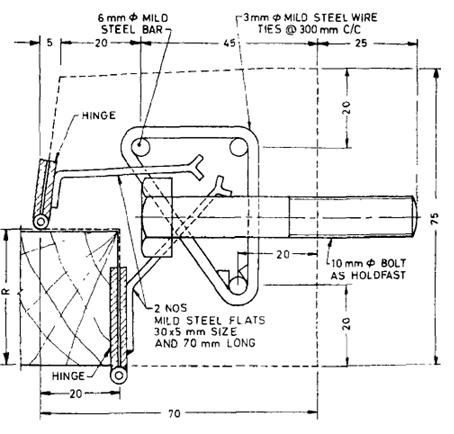 6 mm ϕ MILD
STEEL BAR
3mm ϕ MILD STEEL WIRE
TIES @ 300 mm C/C
5
20
45
25
HINGE
20
75
20
10 mm ϕ BOLT
AS HOLDFAST
R
2 NOS
MILD STEEL FLATS
30x5 mm SIZE
AND 70 mm LONG
20
HINGE
20
70